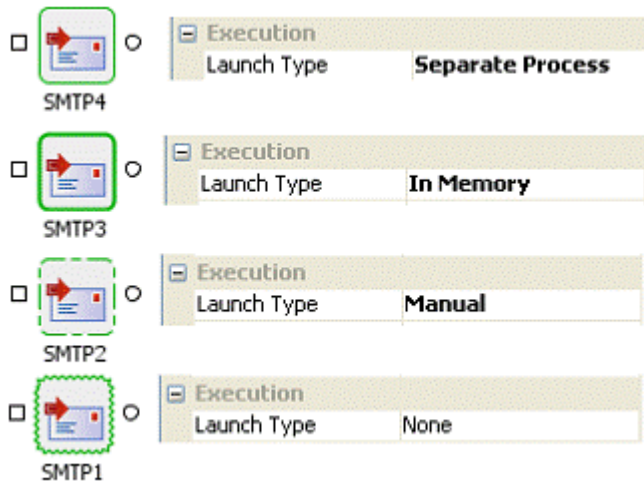 Execution
Launch Type Separate Process
SMTP4
Execution
Launch Type In Memory
SMTP3
Execution
Launch Type Manual
SMTP2
Execution
Launch Type None
SMTP1